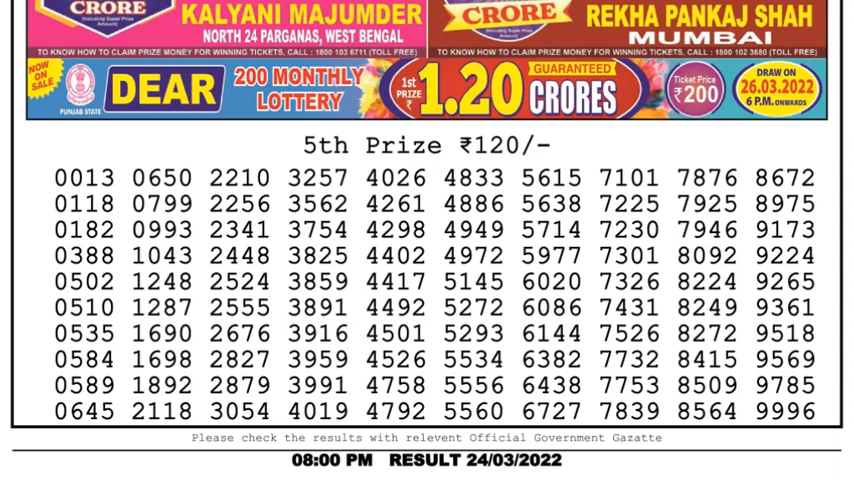 CRORE
(Including Super Prize Amount)
KALYANI MAJUMDER
NORTH 24 PARGANAS, WEST BENGAL
TO KNOW HOW TO CLAIM PRIZE MONEY FOR WINNING TICKETS, CALL : 1800 103 6711 (TOLL FREE)
CRORE
(Including Super Prize Amount)
REKHA PANKAJ SHAH
MUMBAI
TO KNOW HOW TO CLAIM PRIZE MONEY FOR WINNING TICKETS, CALL : 1800 102 3680 (TOLL FREE)
NOW ON SALE
PUNJAB STATE
DEAR
200 MONTHLY
LOTTERY
1st PRIZE ₹
1.20
GUARANTEED
CRORES
Ticket Price
₹200
DRAW ON
26.03.2022
6 P.M. ONWARDS
5th Prize ₹120/-
0013 0650 2210 3257 4026 4833 5615 7101 7876 8672
0118 0799 2256 3562 4261 4886 5638 7225 7925 8975
0182 0993 2341 3754 4298 4949 5714 7230 7946 9173
0388 1043 2448 3825 4402 4972 5977 7301 8092 9224
0502 1248 2524 3859 4417 5145 6020 7326 8224 9265
0510 1287 2555 3891 4492 5272 6086 7431 8249 9361
0535 1690 2676 3916 4501 5293 6144 7526 8272 9518
0584 1698 2827 3959 4526 5534 6382 7732 8415 9569
0589 1892 2879 3991 4758 5556 6438 7753 8509 9785
0645 2118 3054 4019 4792 5560 6727 7839 8564 9996
Please check the results with relevent Official Government Gazatte
08:00 PM RESULT 24/03/2022